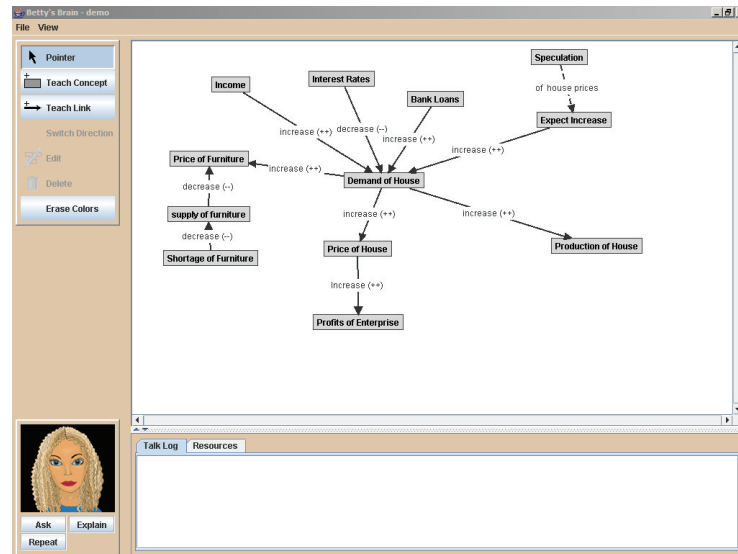 Betty's Brain - demo
File View
Pointer
Teach Concept
Teach Link
Switch Direction
Edit
Delete
Erase Colors
Speculation
Interest Rates
Income
of house prices
Bank Loans
Expect Increase
increase (++)
decrease (--)
increase (++)
increase (++)
Price of Furniture
increase (++)
Demand of House
decrease (--)
supply of furniture
increase (++)
increase (++)
decrease (--)
Shortage of Furniture
Price of House
Production of House
Increase (++)
Profits of Enterprise
Talk Log
Resources
Ask
Explain
Repeat